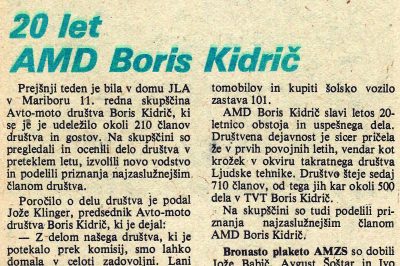 20 let
AMD Boris Kidrič
Prejšnji teden je bila v domu JLA
v Mariboru 11. redna skupščina
Avto-moto društva Boris Kidrič, ki
se jë je udeležilo okoli 210 članov
društva in gostov. Na skupščini so
pregledali in ocenili delo društva v
preteklem letu, izvolili novo vodstvo
in podelili priznanja najzaslužnejšim
članom društva.
Poročilo o delu društva je podal
Jože Klinger, predsednik Avto-moto
društva Boris Kidrič, ki je dejal:
— Z delom našega društva, ki je
potekalo prek komisij, smo lahko
domala v celoti zadovoljni. Lani
tomobilov in kupiti šolsko vozilo
zastava 101.
AMD Boris Kidrič slavi letos 20-
letnico obstoja in uspešnega dela.
Društvena dejavnost je sicer pričela
že v prvih povojnih letih, vendar kot
krožek v okviru takratnega društva
Ljudske tehnike. Društvo šteje sedaj
710 članov, od tega jih kar okoli 500
dela v TVT Boris Kidrič.
Na skupščini so tudi podelili pri-
znanja najzaslužnejšim članom
AMD Boris Kidrič.
Bronasto plaketo AMZS so dobili
Jože Babič, Avgust Šoštar in Ivo